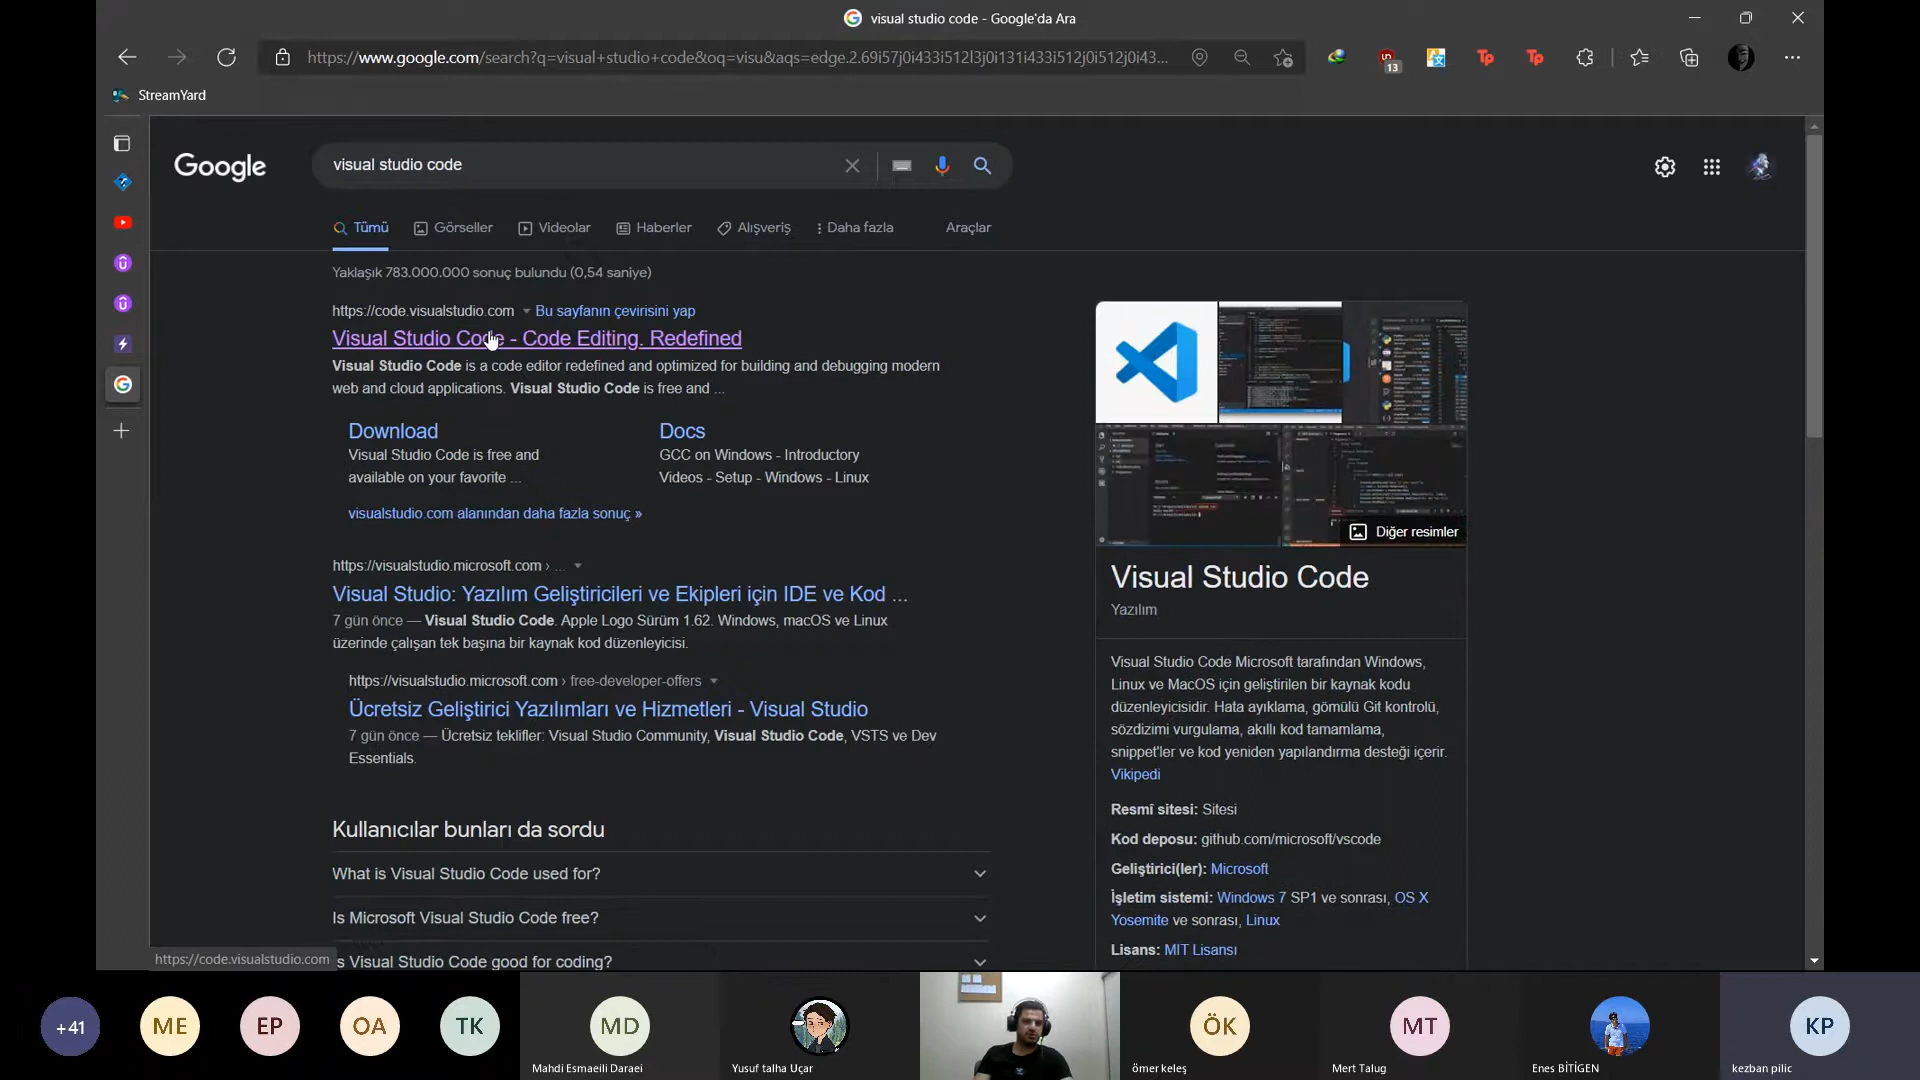 visual studio code - Google'da Ara
https://www.google.com/search?q=visual+studio+code&oq=visu&aqs=edge.2.69i57j0i433i512l3j0i131i433i512j0i512j0i43...
13
StreamYard
Google
visual studio code
Tümü
Görseller
Videolar
Haberler
Alışveriş
Daha fazla
Araçlar
Yaklaşık 783.000.000 sonuç bulundu (0,54 saniye)
https://code.visualstudio.com
Bu sayfanın çevirisini yap
Visual Studio Code - Code Editing. Redefined
Visual Studio Code is a code editor redefined and optimized for building and debugging modern
web and cloud applications. Visual Studio Code is free and ...
Download
Visual Studio Code is free and
available on your favorite ...
Docs
GCC on Windows - Introductory
Videos - Setup - Windows - Linux
visualstudio.com alanından daha fazla sonuç »
https://visualstudio.microsoft.com › ...
Visual Studio: Yazılım Geliştiricileri ve Ekipleri için IDE ve Kod ...
7 gün önce — Visual Studio Code. Apple Logo Sürüm 1.62. Windows, macOS ve Linux
üzerinde çalışan tek başına bir kaynak kod düzenleyicisi.
https://visualstudio.microsoft.com › free-developer-offers
Ücretsiz Geliştirici Yazılımları ve Hizmetleri - Visual Studio
7 gün önce — Ücretsiz teklifler: Visual Studio Community, Visual Studio Code, VSTS ve Dev
Essentials.
Kullanıcılar bunları da sordu
What is Visual Studio Code used for?
Is Microsoft Visual Studio Code free?
s Visual Studio Code good for coding?
https://code.visualstudio.com
Diğer resimler
Visual Studio Code
Yazılım
Visual Studio Code Microsoft tarafından Windows,
Linux ve MacOS için geliştirilen bir kaynak kodu
düzenleyicisidir. Hata ayıklama, gömülü Git kontrolü,
sözdizimi vurgulama, akıllı kod tamamlama,
snippet'ler ve kod yeniden yapılandırma desteği içerir.
Vikipedi
Resmî sitesi: Sitesi
Kod deposu: github.com/microsoft/vscode
Geliştirici(ler): Microsoft
İşletim sistemi: Windows 7 SP1 ve sonrası, OS X
Yosemite ve sonrası, Linux
Lisans: MIT Lisansı
+41
ME
EP
OA
TK
MD
Mahdi Esmaeili Daraei
Yusuf talha Uçar
ÖK
ömer keleş
MT
Mert Talug
Enes BİTİGEN
KP
kezban pilic